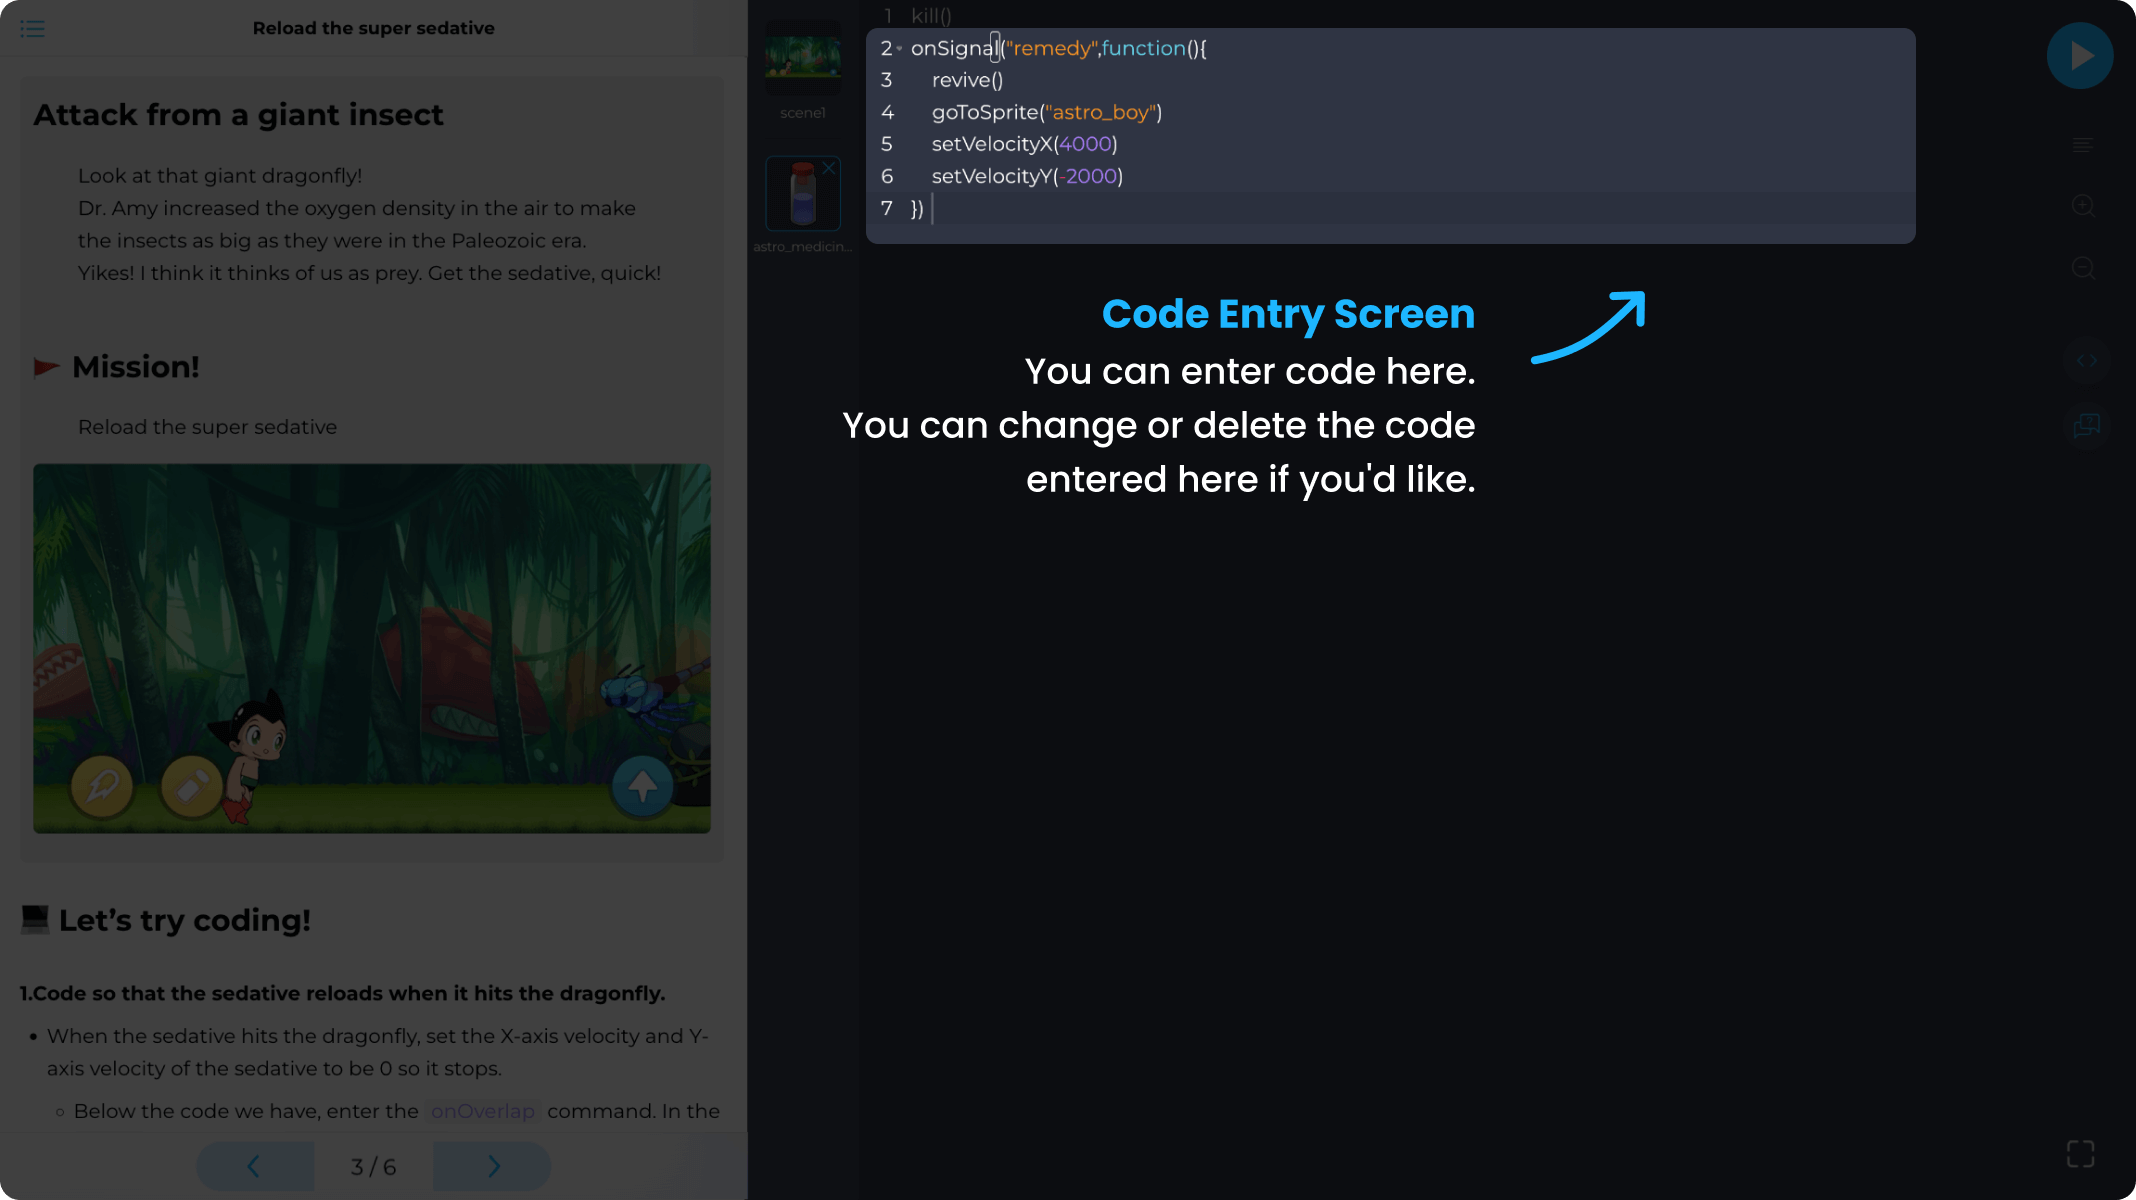 Reload the super sedative
Attack from a giant insect
Look at that giant dragonfly!
Dr. Amy increased the oxygen density in the air to make
the insects as big as they were in the Paleozoic era.
Yikes! I think it thinks of us as prey. Get the sedative, quick!
Mission!
Reload the super sedative
Let's try coding!
1.Code so that the sedative reloads when it hits the dragonfly.
• When the sedative hits the dragonfly, set the X-axis velocity and Y-
axis velocity of the sedative to be 0 so it stops.
○ Below the code we have, enter the onOverlap command. In the
3 / 6
scene1
astro_medicin...
1 kill()
2 onSignal("remedy",function(){
3 revive()
4 goToSprite("astro_boy")
5 setVelocityX(4000)
6 setVelocityY(-2000)
7 })
Code Entry Screen
You can enter code here.
You can change or delete the code
entered here if you'd like.